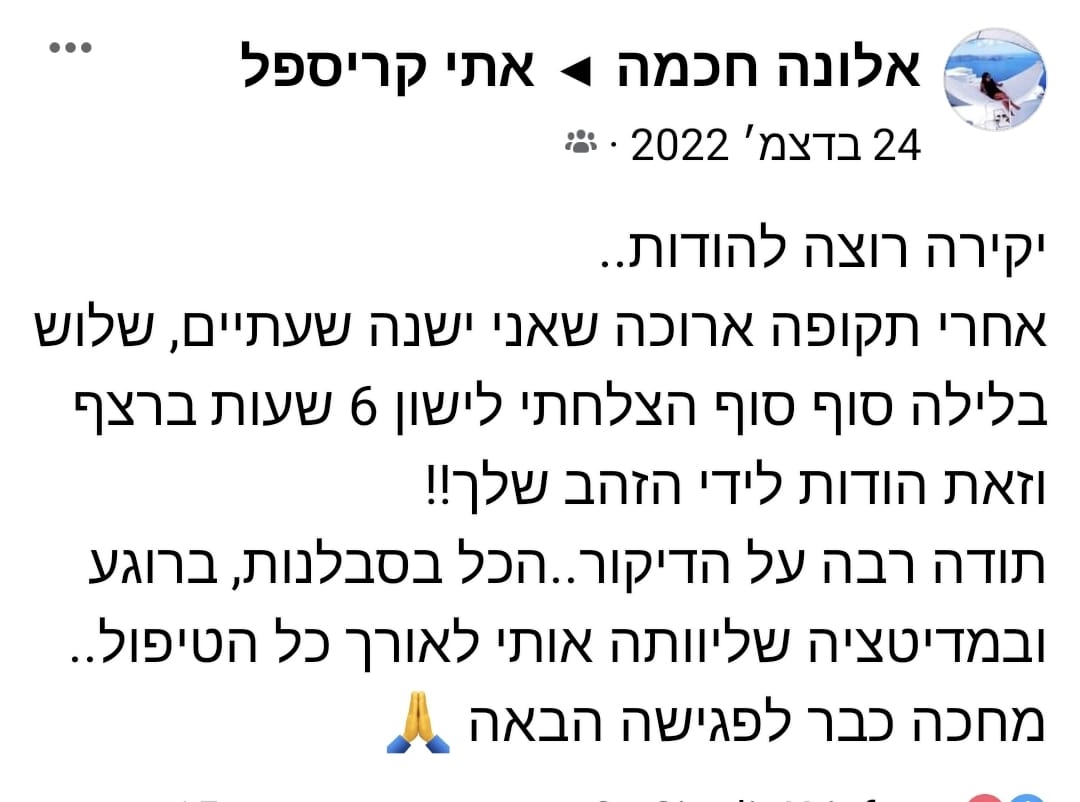 אלונה חכמה ◂ אתי קריספל
24 בדצמ׳ 2022 ·
יקירה רוצה להודות..
אחרי תקופה ארוכה שאני ישנה שעתיים, שלוש
בלילה סוף סוף הצלחתי לישון 6 שעות ברצף
וזאת הודות לידי הזהב שלך!!
תודה רבה על הדיקור..הכל בסבלנות, ברוגע
ובמדיטציה שליוותה אותי לאורך כל הטיפול..
מחכה כבר לפגישה הבאה 🙏